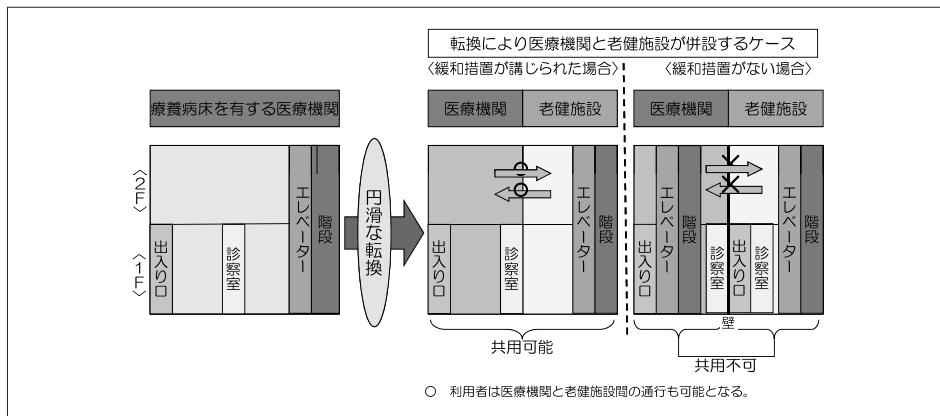 転換により医療機関と老健施設が併設するケース
〈緩和措置が講じられた場合〉
〈緩和措置がない場合〉
療養病床を有する医療機関
医療機関
老健施設
医療機関
老健施設
〈2F〉
〈1F〉
出入り口
診察室
エレベーター
階段
円滑な転換
出入り口
診察室
エレベーター
階段
出入り口
エレベーター
階段
診察室
出入り口
診察室
エレベーター
階段
壁
共用可能
共用不可
○ 利用者は医療機関と老健施設間の通行も可能となる。